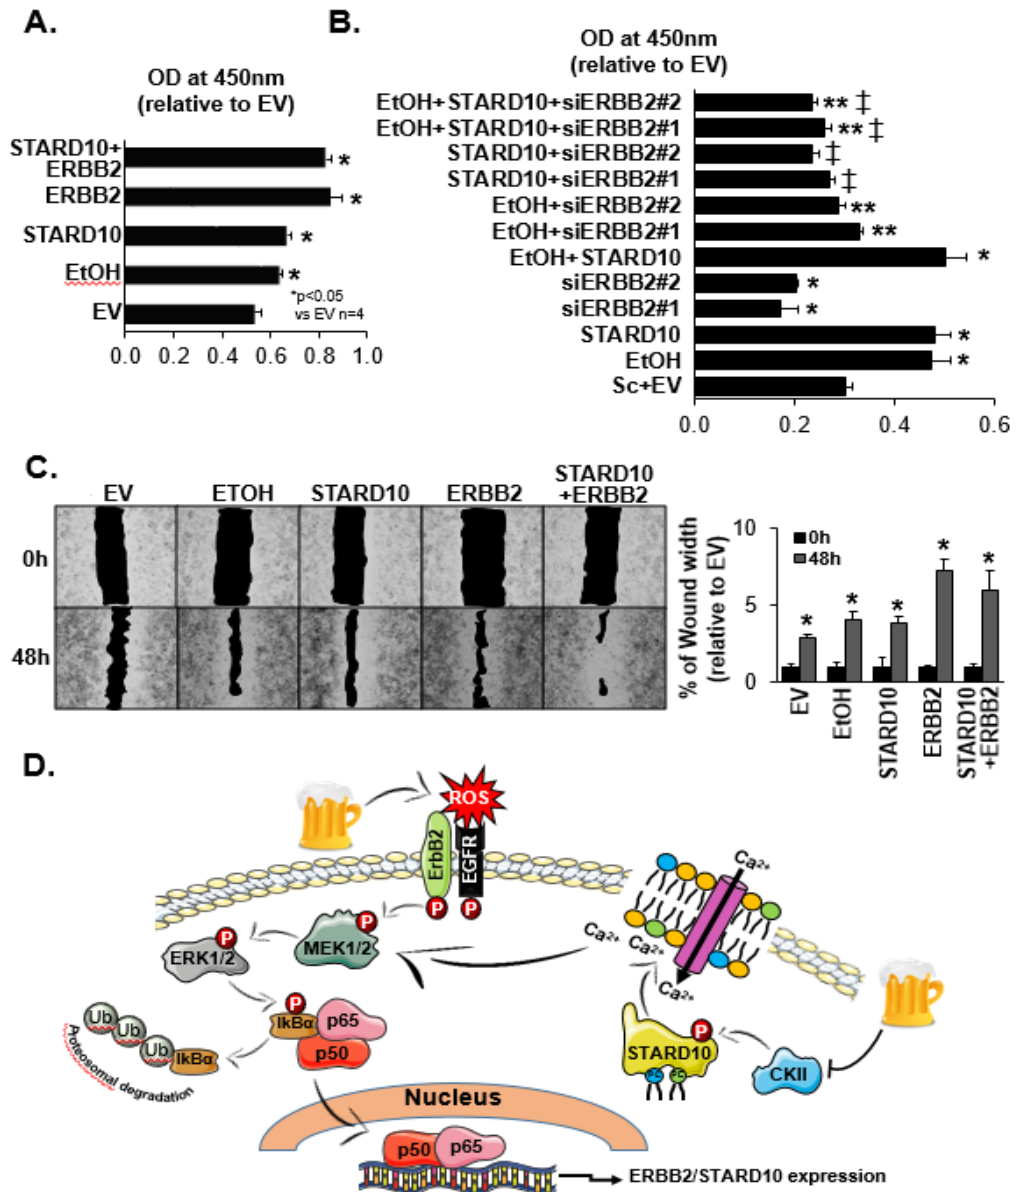 A.
OD at 450nm
(relative to EV)
STARD10+
ERBB2
ERBB2
STARD10
EtOH
EV
*
*
*
*
*p<0.05
vs EV n=4
0.0 0.2 0.4 0.6 0.8 1.0
B.
OD at 450nm
(relative to EV)
EtOH+STARD10+siERBB2#2 ** ‡
EtOH+STARD10+siERBB2#1 ** ‡
STARD10+siERBB2#2 ‡
STARD10+siERBB2#1 ‡
EtOH+siERBB2#2 **
EtOH+siERBB2#1 **
EtOH+STARD10 *
siERBB2#2 *
siERBB2#1 *
STARD10 *
EtOH *
Sc+EV
0.0 0.2 0.4 0.6
C.
EV ETOH STARD10 ERBB2 STARD10
+ERBB2
0h
48h
% of Wound width
(relative to EV)
10
5
0
0h
48h
* * * * *
EV
EtOH
STARD10
ERBB2
STARD10
+ERBB2
D.
ROS
ErbB2
EGFR
P
P
P
MEK1/2
P
ERK1/2
P
IkBα
p65
p50
Ub
Ub
Ub
IkBα
Proteosomal degradation
Ca²⁺
Ca²⁺ Ca²⁺
Ca²⁺
P
STARD10
PC PC
CKII
Nucleus
p50 p65
ERBB2/STARD10 expression